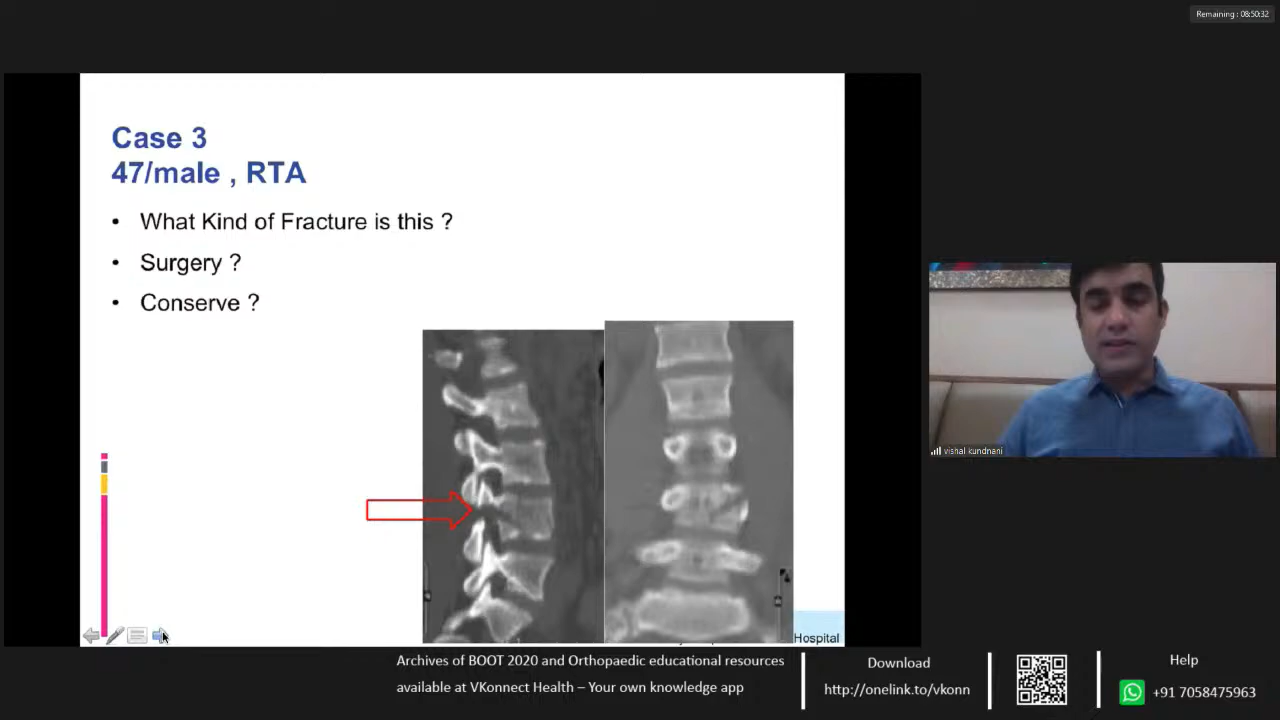 Remaining : 08:50:32
Case 3
47/male , RTA
• What Kind of Fracture is this ?
• Surgery ?
• Conserve ?
vishal kundnani
Hospital
Archives of BOOT 2020 and Orthopaedic educational resources
available at VKonnect Health – Your own knowledge app
Download
http://onelink.to/vkonn
Help
+91 7058475963